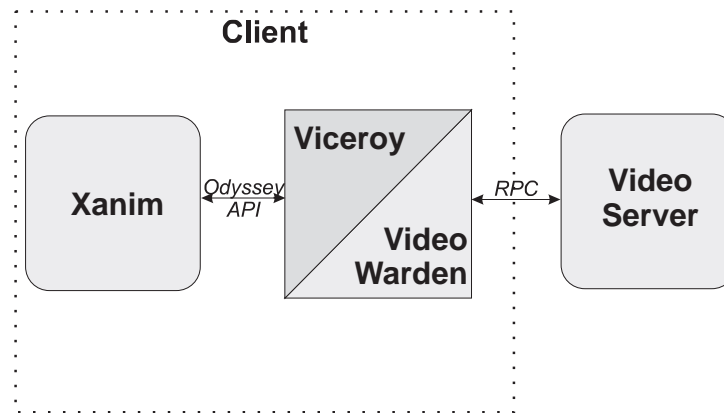 Client
Xanim
Odyssey
API
Viceroy
Video
Warden
RPC
Video
Server